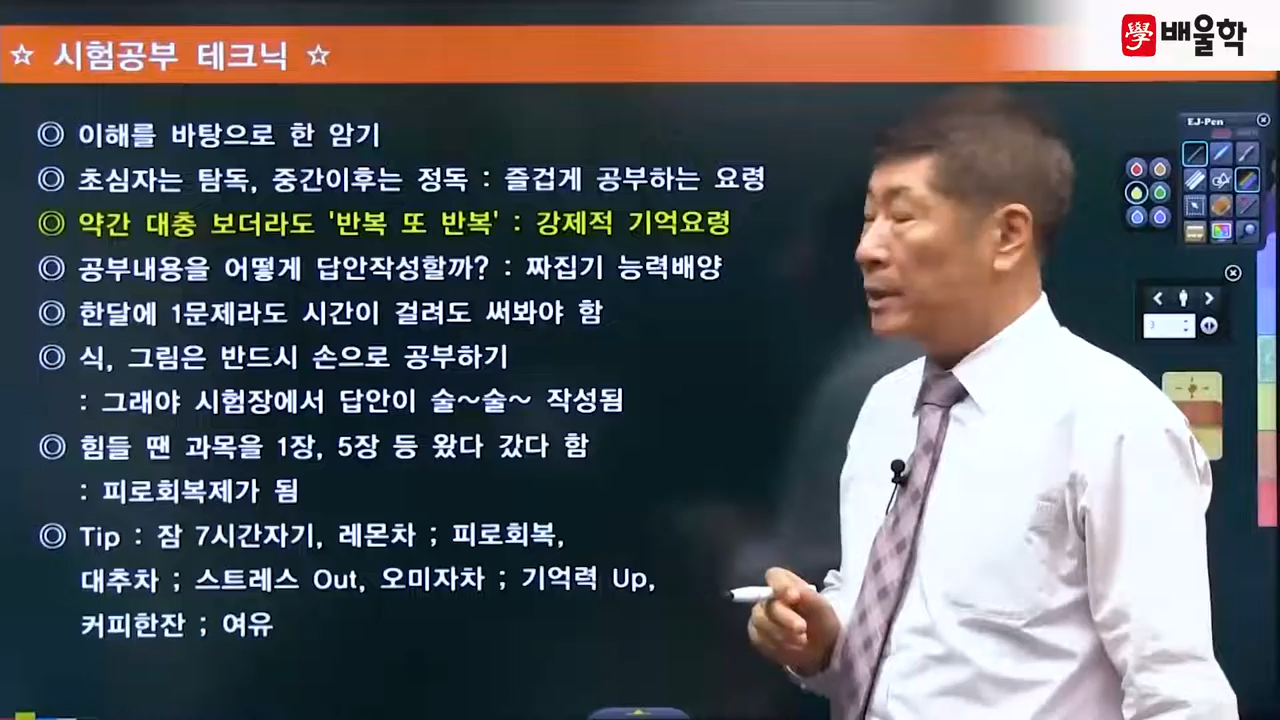 ☆ 시험공부 테크닉 ☆
學 배울학
◎ 이해를 바탕으로 한 암기
EJ-Pen
◎ 초심자는 탐독, 중간이후는 정독 : 즐겁게 공부하는 요령
◎ 약간 대충 보더라도 '반복 또 반복' : 강제적 기억요령
◎ 공부내용을 어떻게 답안작성할까? : 짜집기 능력배양
◎ 한달에 1문제라도 시간이 걸려도 써봐야 함
3
◎ 식, 그림은 반드시 손으로 공부하기
: 그래야 시험장에서 답안이 술~술~ 작성됨
◎ 힘들 땐 과목을 1장, 5장 등 왔다 갔다 함
: 피로회복제가 됨
◎ Tip : 잠 7시간자기, 레몬차 ; 피로회복,
대추차 ; 스트레스 Out, 오미자차 ; 기억력 Up,
커피한잔 ; 여유